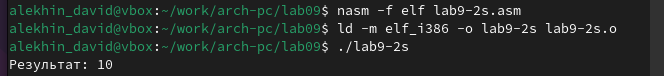 alekhin_david@vbox:~/work/arch-pc/lab09$ nasm -f elf lab9-2s.asm
alekhin_david@vbox:~/work/arch-pc/lab09$ ld -m elf_i386 -o lab9-2s lab9-2s.o
alekhin_david@vbox:~/work/arch-pc/lab09$ ./lab9-2s
Результат: 10